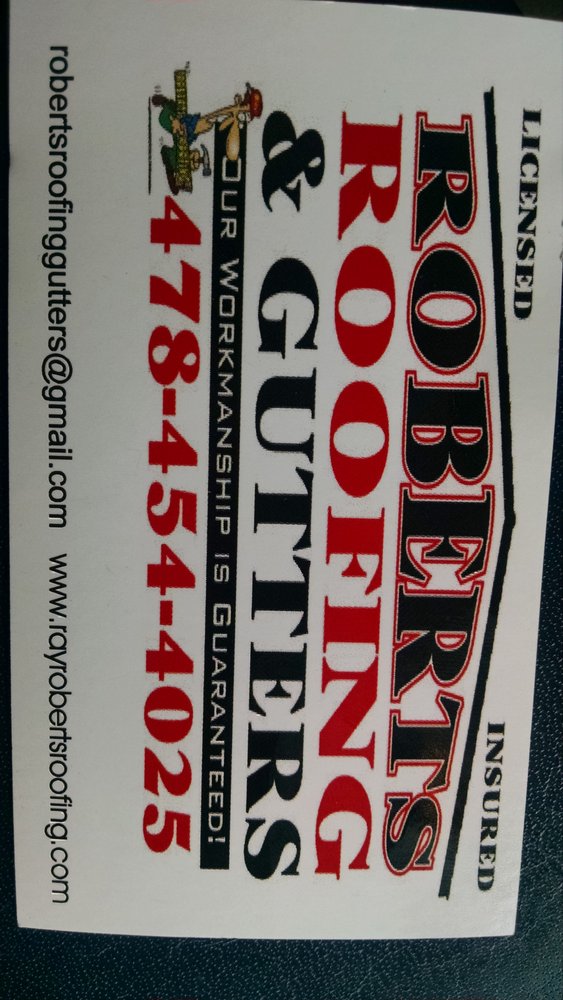 LICENSED INSURED
ROBERTS
ROOFING
& GUTTERS
OUR WORKMANSHIP IS GUARANTEED!
478-454-4025
robertsroofinggutters@gmail.com www.rayrobertsroofing.com